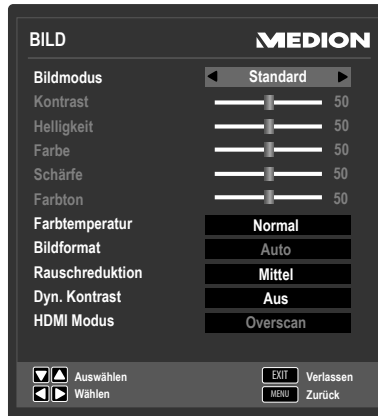 BILD MEDION
Bildmodus Standard
Kontrast 50
Helligkeit 50
Farbe 50
Schärfe 50
Farbton 50
Farbtemperatur Normal
Bildformat Auto
Rauschreduktion Mittel
Dyn. Kontrast Aus
HDMI Modus Overscan
Auswählen EXIT Verlassen
Wählen MENU Zurück